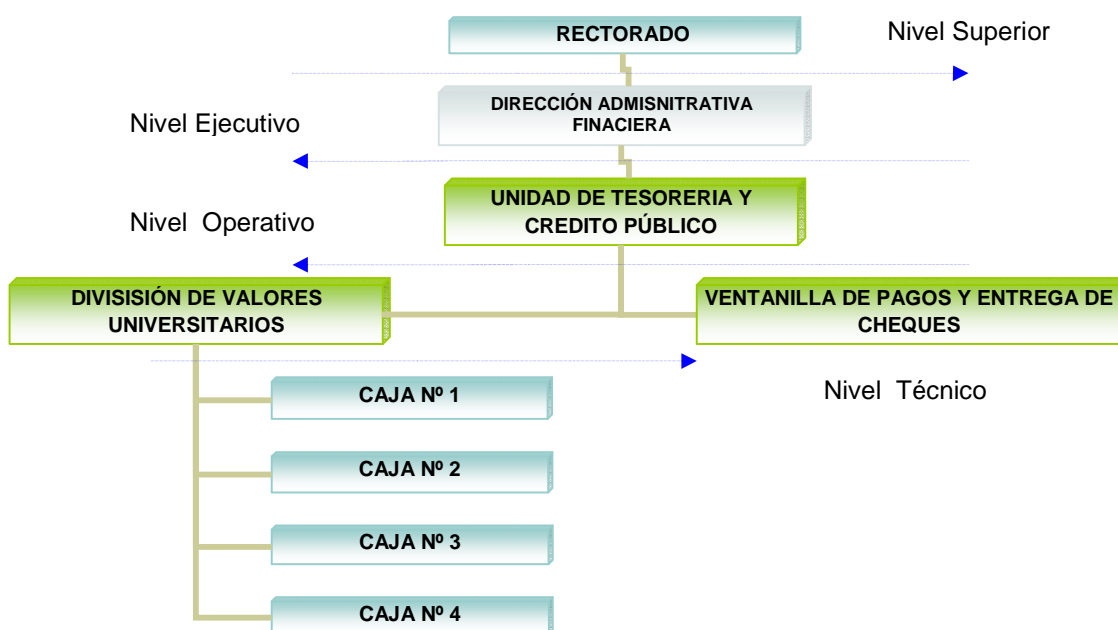 RECTORADO
Nivel Superior
DIRECCIÓN ADMISNITRATIVA
FINACIERA
Nivel Ejecutivo
UNIDAD DE TESORERIA Y
CREDITO PÚBLICO
Nivel Operativo
DIVISISIÓN DE VALORES
UNIVERSITARIOS
VENTANILLA DE PAGOS Y ENTREGA DE
CHEQUES
Nivel Técnico
CAJA Nº 1
CAJA Nº 2
CAJA Nº 3
CAJA Nº 4